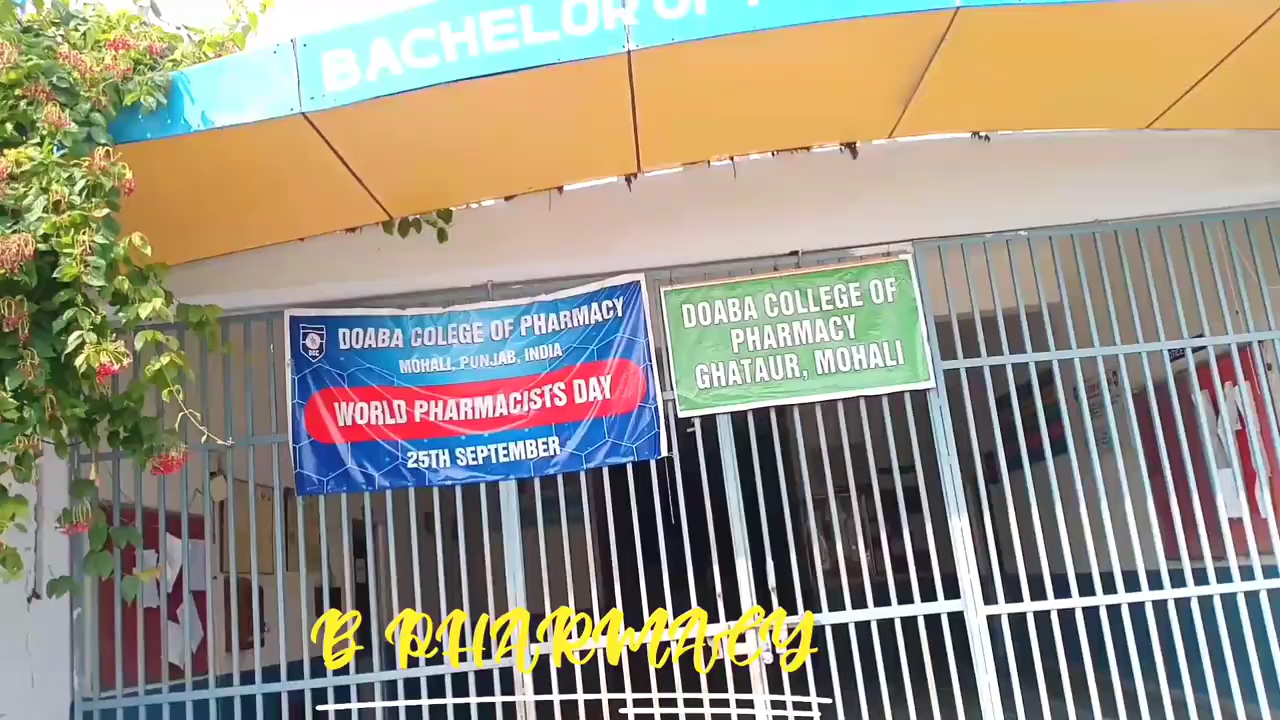 BACHELOR OF
DOABA COLEGE OF PHARMACY
MOHALI, PUNJAB, INDIA
WORLD PHARMACISTS DAY
25TH SEPTEMBER
DOABA COLLEGE OF
PHARMACY
GHATAUR, MOHALI
B PHARMACY